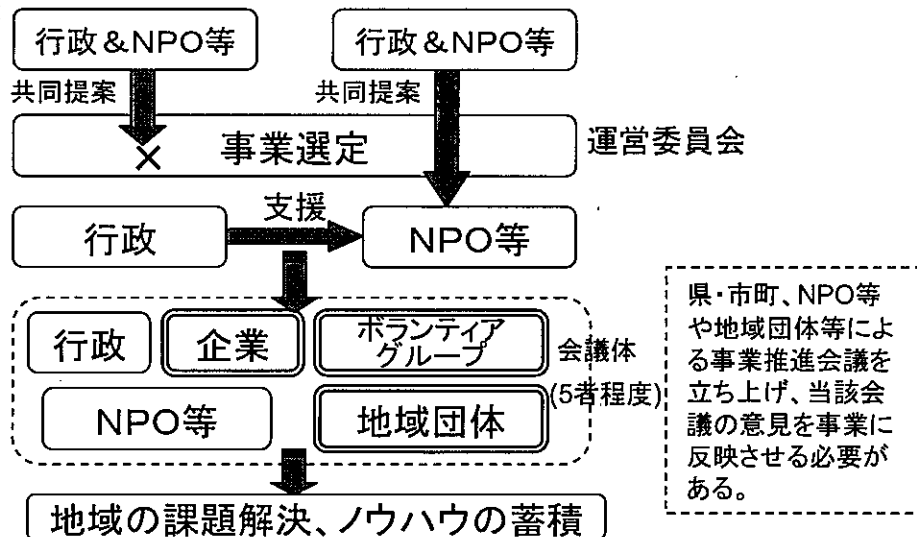 行政&NPO等
行政&NPO等
共同提案
共同提案
× 事業選定
運営委員会
行政
支援
NPO等
行政
企業
ボランティア
グループ
会議体
(5者程度)
NPO等
地域団体
県・市町、NPO等
や地域団体等によ
る事業推進会議を
立ち上げ、当該会
議の意見を事業に
反映させる必要が
ある。
地域の課題解決、ノウハウの蓄積